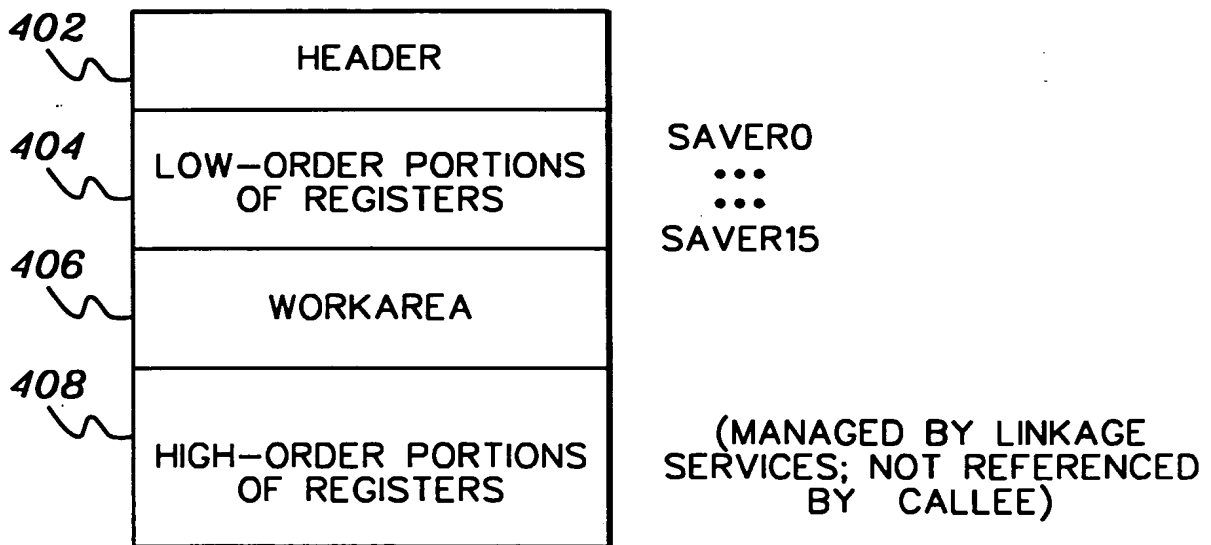 402
HEADER
404
LOW-ORDER PORTIONS
OF REGISTERS
SAVER0
•••
•••
SAVER15
406
WORKAREA
408
HIGH-ORDER PORTIONS
OF REGISTERS
(MANAGED BY LINKAGE
SERVICES; NOT REFERENCED
BY CALLEE)